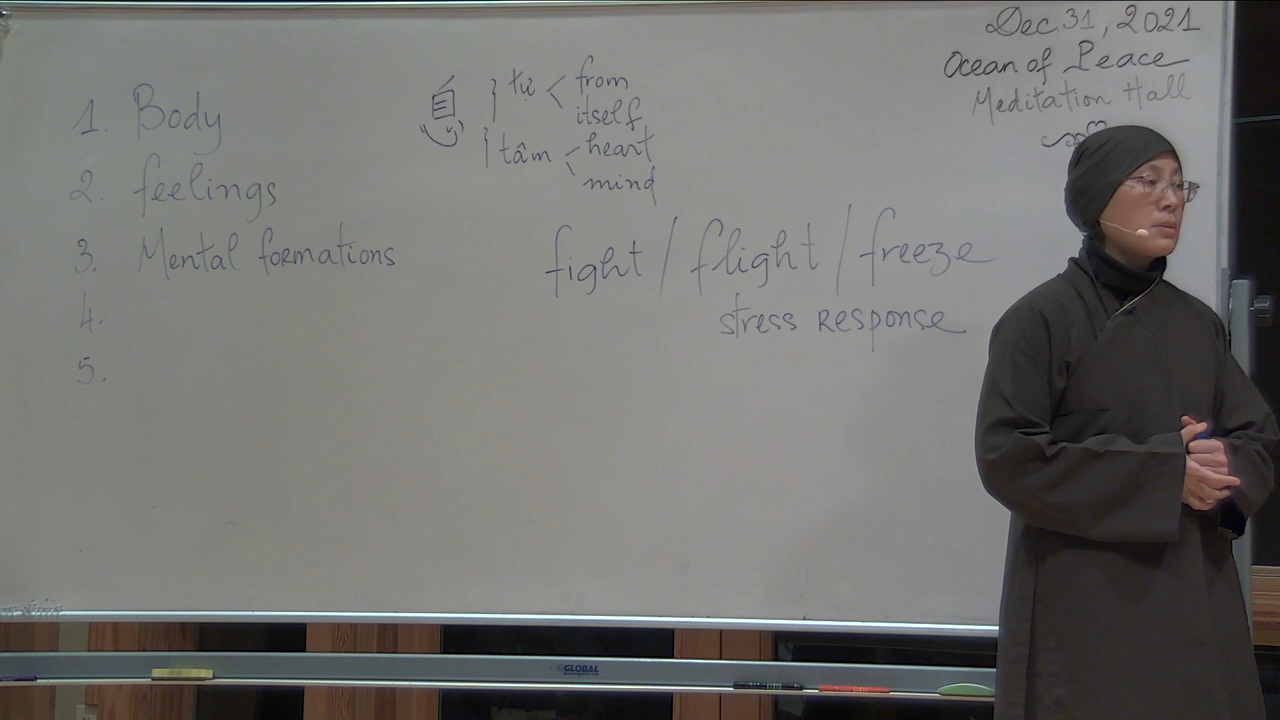 Dec 31, 2021
Ocean of Peace
Meditation Hall
1. Body
2. feelings
3. Mental formations
4.
5.
自
心
tự
from
itself
tâm
heart
mind
fight / flight / freeze
stress response
GLOBAL